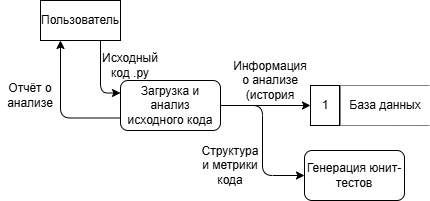 Пользователь
Исходный
код .py
Отчёт о
анализе
Загрузка и
анализ
исходного кода
Информация
о анализе
(история
1
База данных
Структура
и метрики
кода
Генерация юнит-
тестов